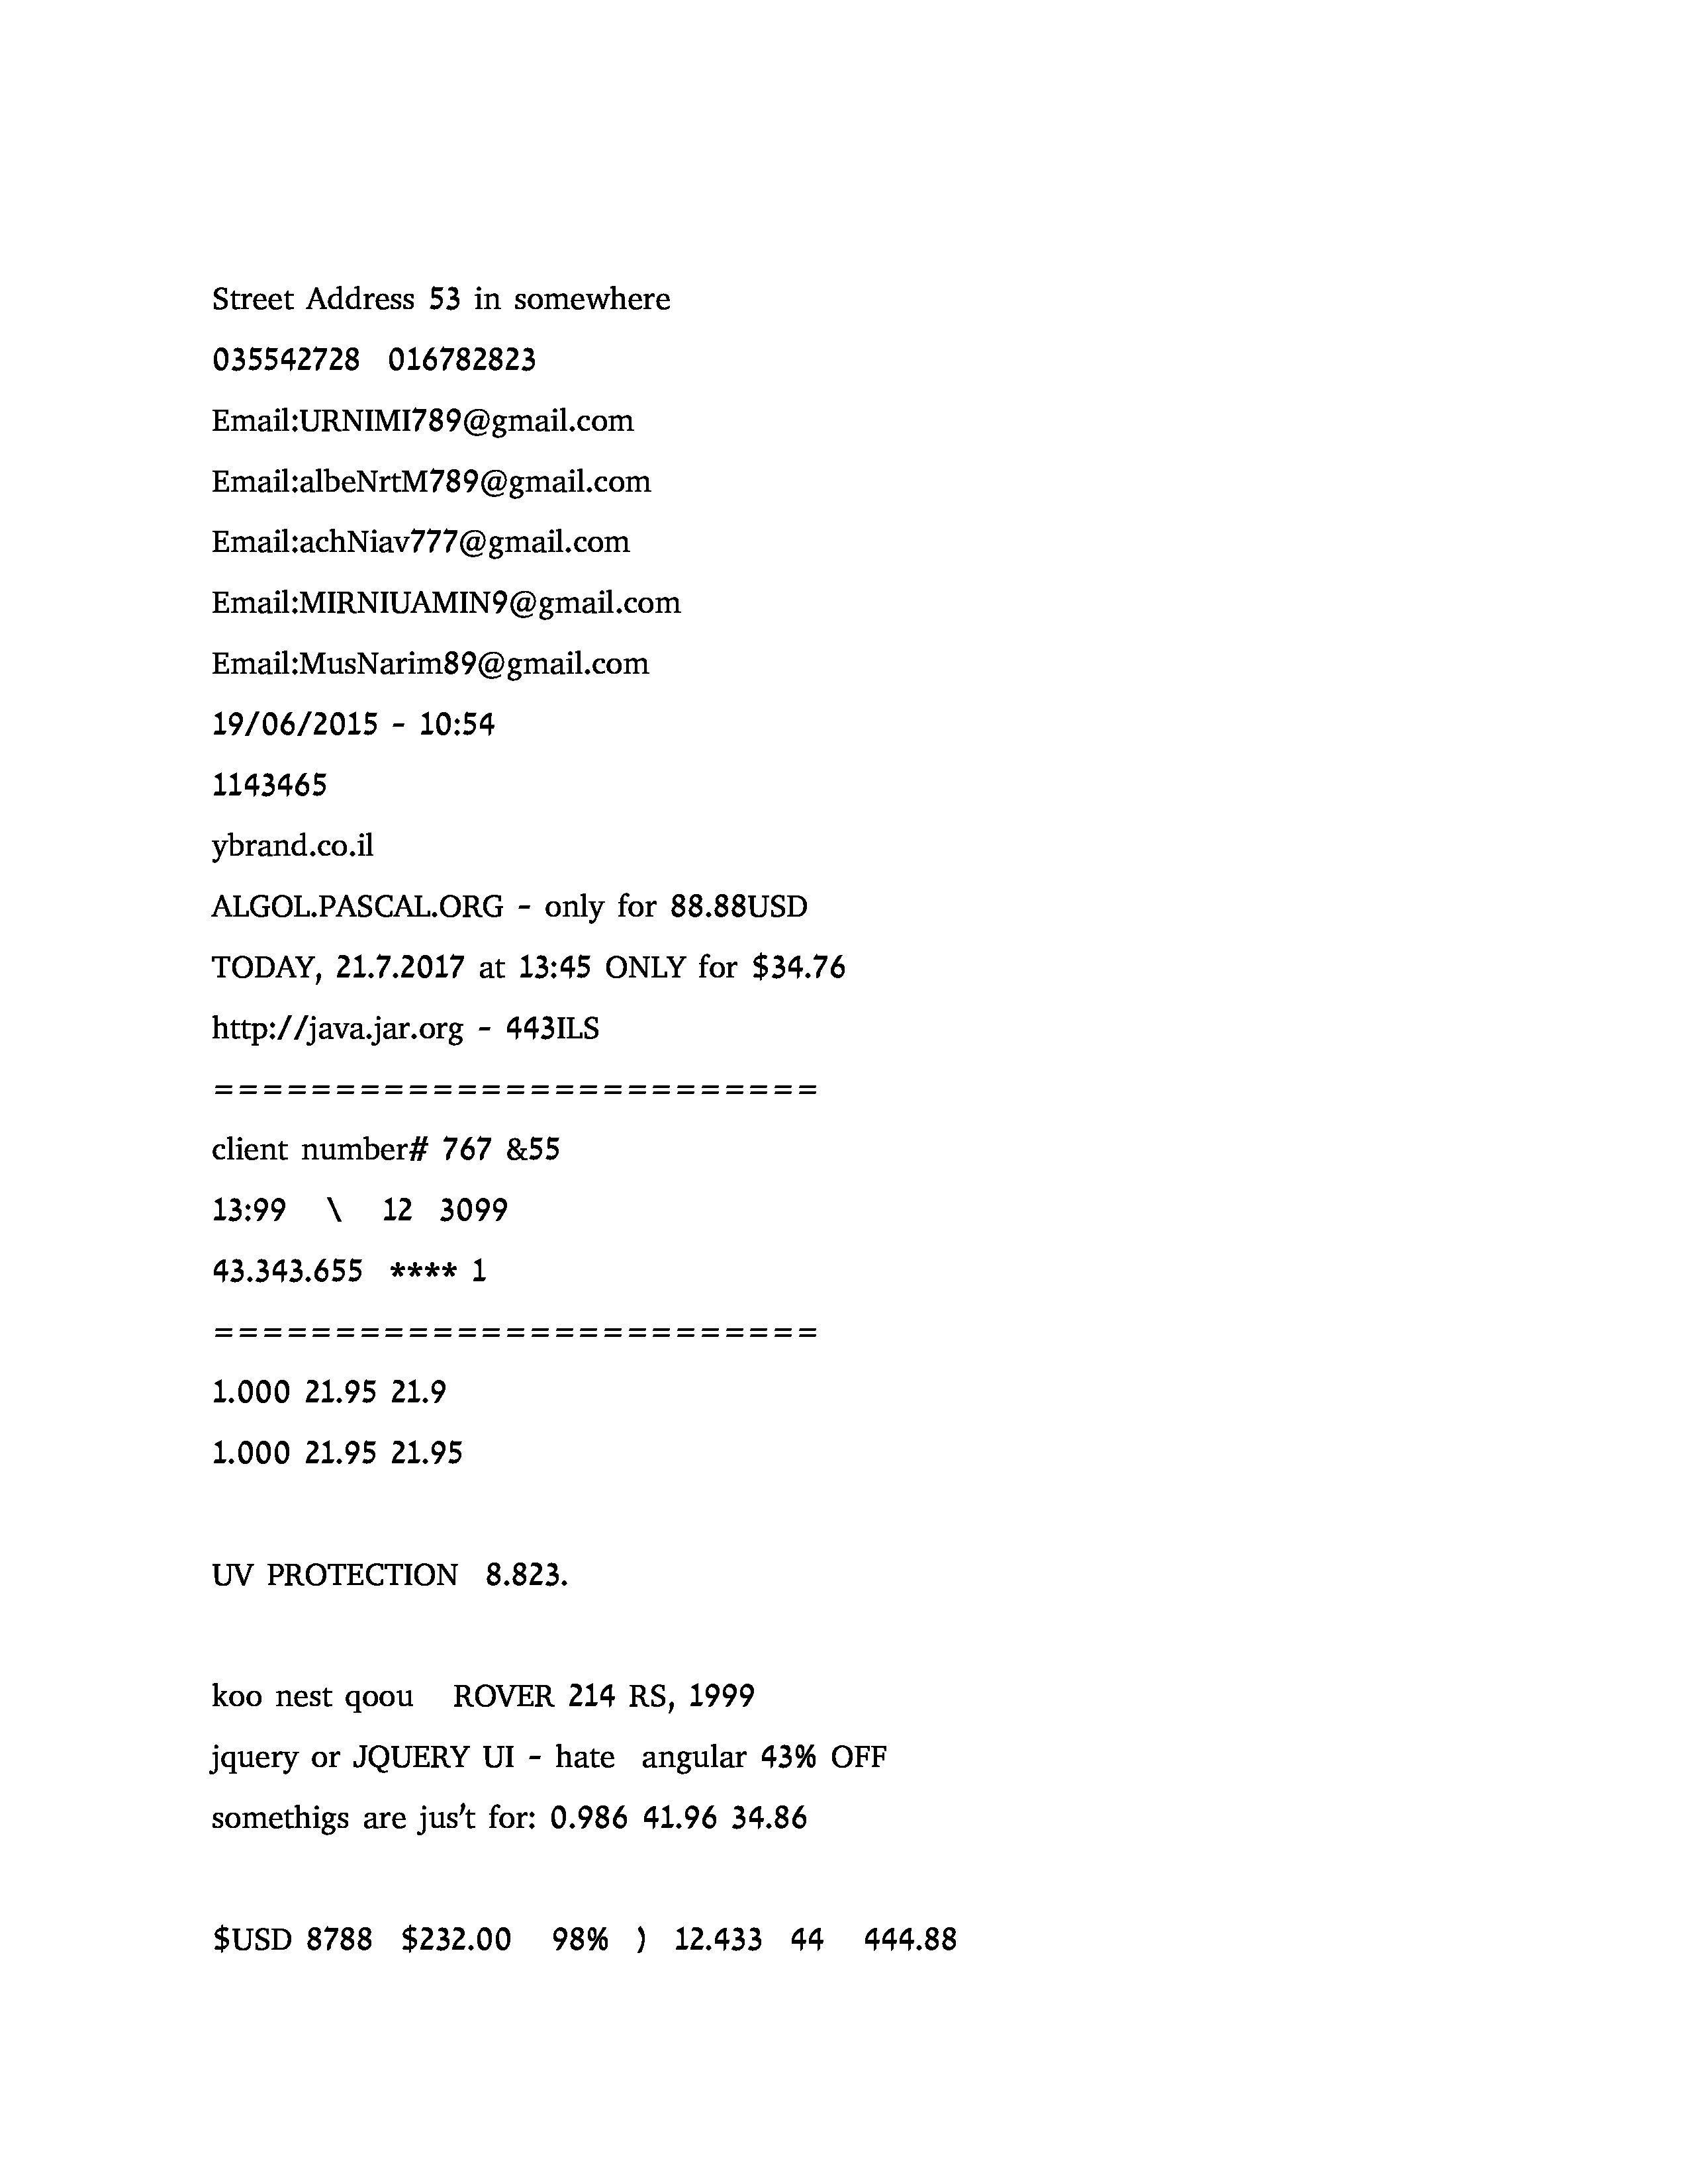 Street Address 53 in somewhere
035542728 016782823
Email:URNIMI789@gmail.com
Email:albeNrtM789@gmail.com
Email:achNiav777@gmail.com
Email:MIRNIUAMIN9@gmail.com
Email:MusNarim89@gmail.com
19/06/2015 - 10:54
1143465
ybrand.co.il
ALGOL.PASCAL.ORG - only for 88.88USD
TODAY, 21.7.2017 at 13:45 ONLY for $34.76
http://java.jar.org - 443ILS
=========================
client number# 767 &55
13:99 \ 12 3099
43.343.655 **** 1
=========================
1.000 21.95 21.9
1.000 21.95 21.95
UV PROTECTION 8.823.
koo nest qoou ROVER 214 RS, 1999
jquery or JQUERY UI - hate angular 43% OFF
somethigs are jus't for: 0.986 41.96 34.86
$USD 8788 $232.00 98% ) 12.433 44 444.88